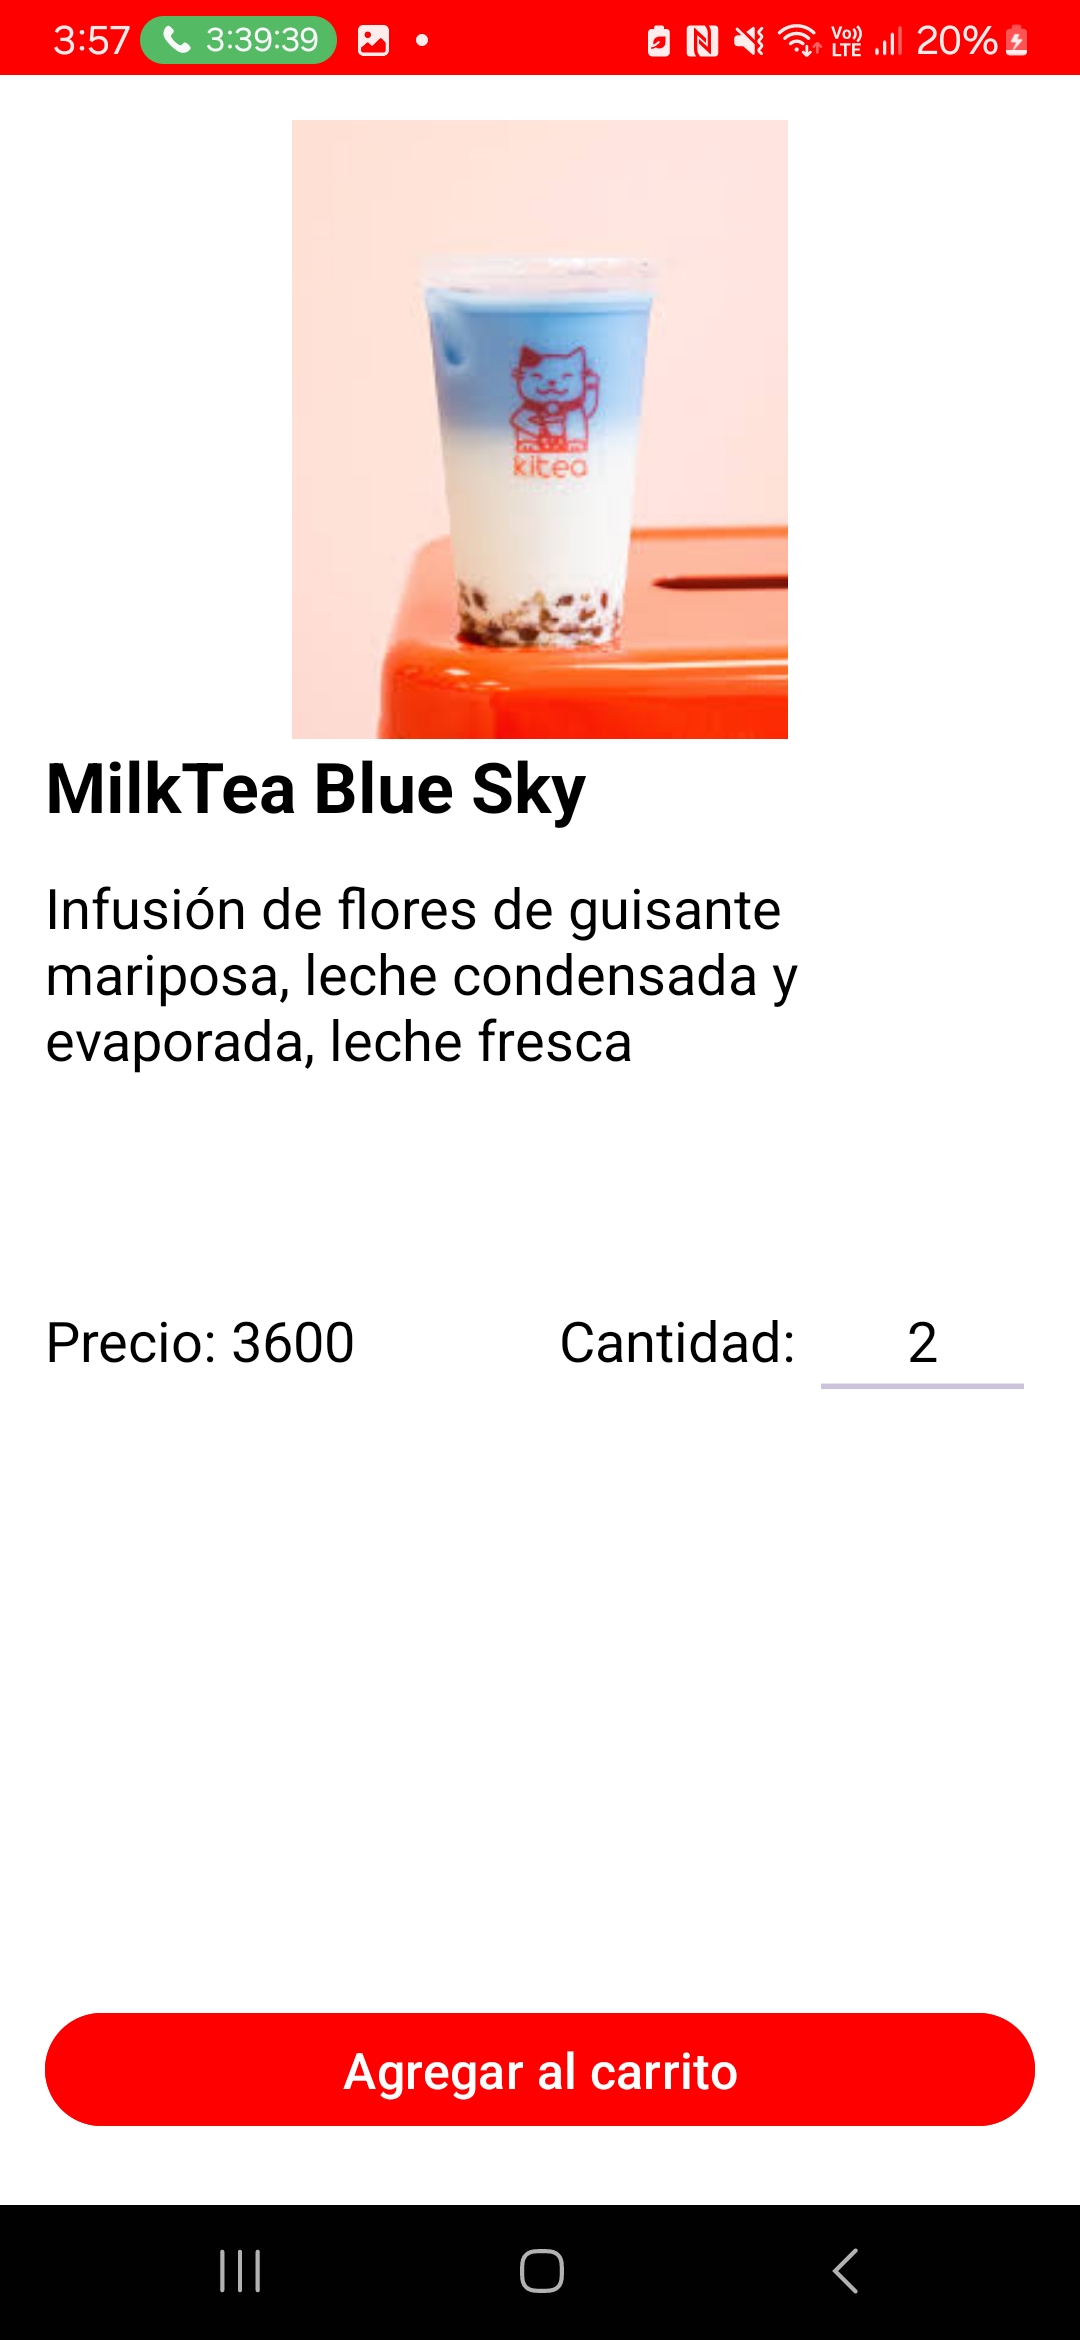 3:57 3:39:39 Vo)) LTE 20%
kitea
MilkTea Blue Sky
Infusión de flores de guisante
mariposa, leche condensada y
evaporada, leche fresca
Precio: 3600 Cantidad: 2
Agregar al carrito